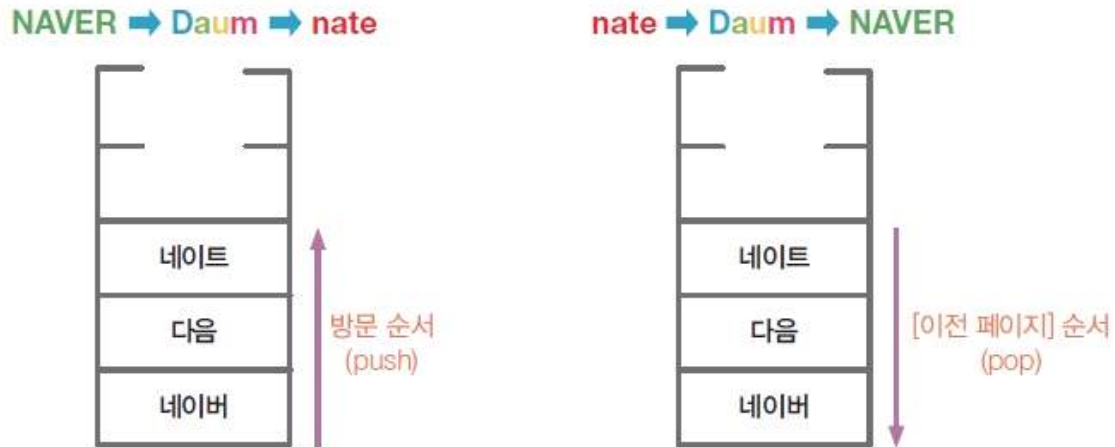 NAVER ➡ Daum ➡ nate
네이트
다음
네이버
방문 순서
(push)
nate ➡ Daum ➡ NAVER
네이트
다음
네이버
[이전 페이지] 순서
(pop)